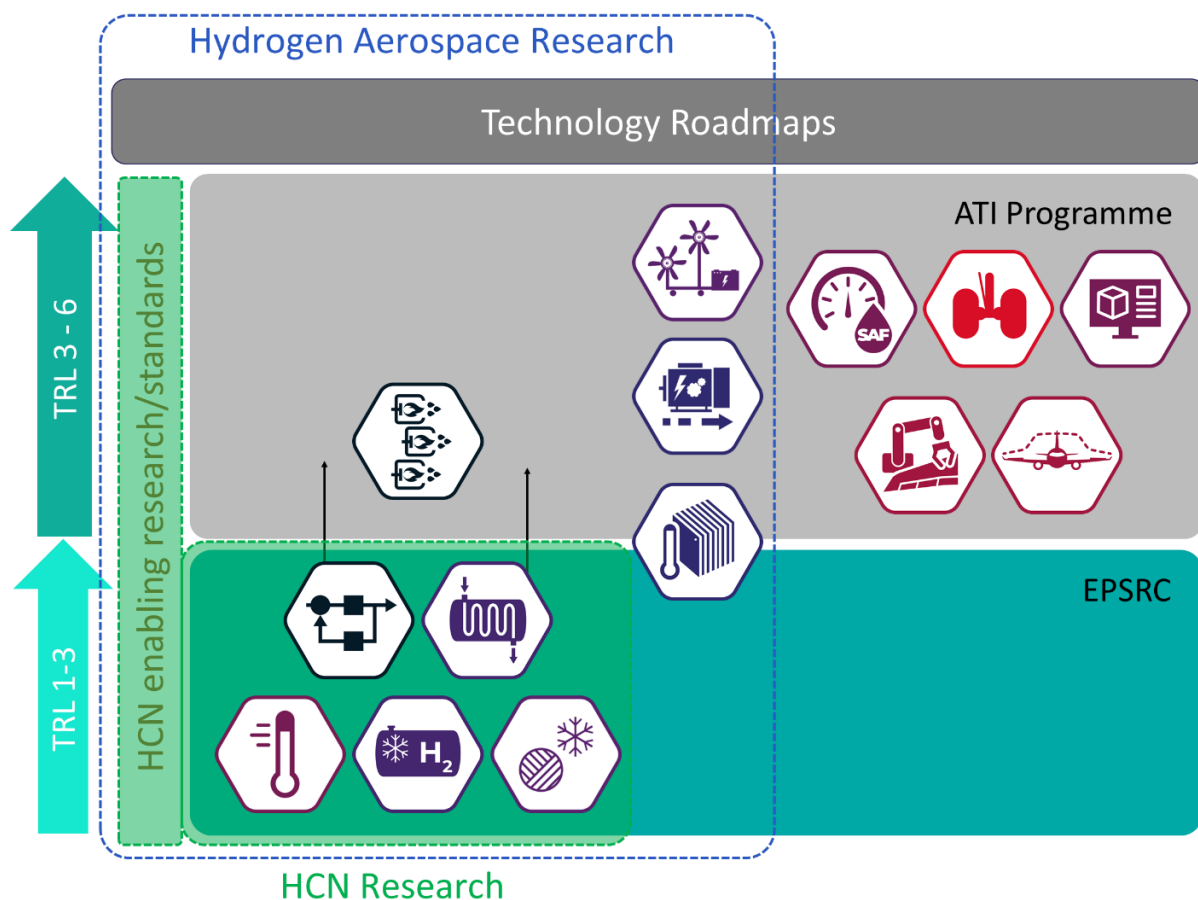 Hydrogen Aerospace Research
Technology Roadmaps
ATI Programme
TRL 3 - 6
HCN enabling research/standards
SAF
EPSRC
TRL 1-3
H₂
HCN Research